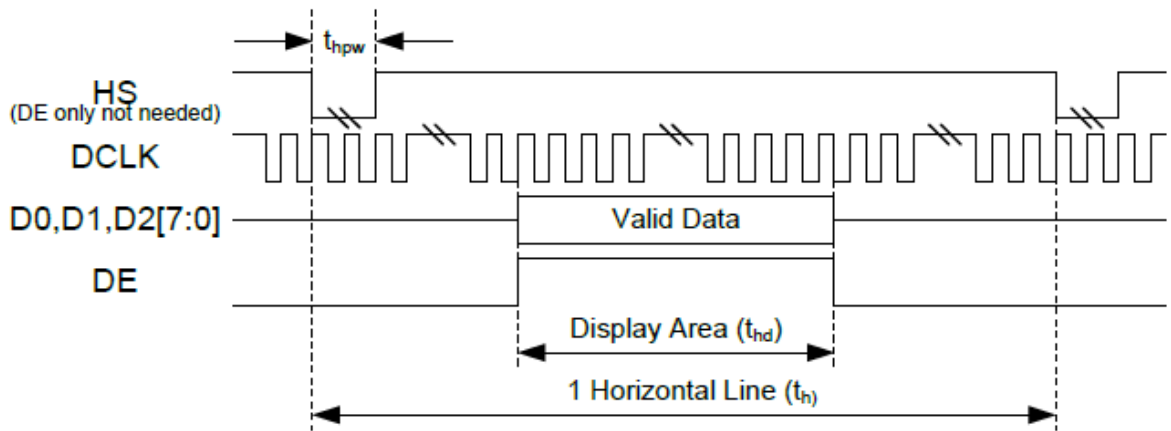 thpw
HS
(DE only not needed)
DCLK
D0,D1,D2[7:0]
Valid Data
DE
Display Area (thd)
1 Horizontal Line (th)